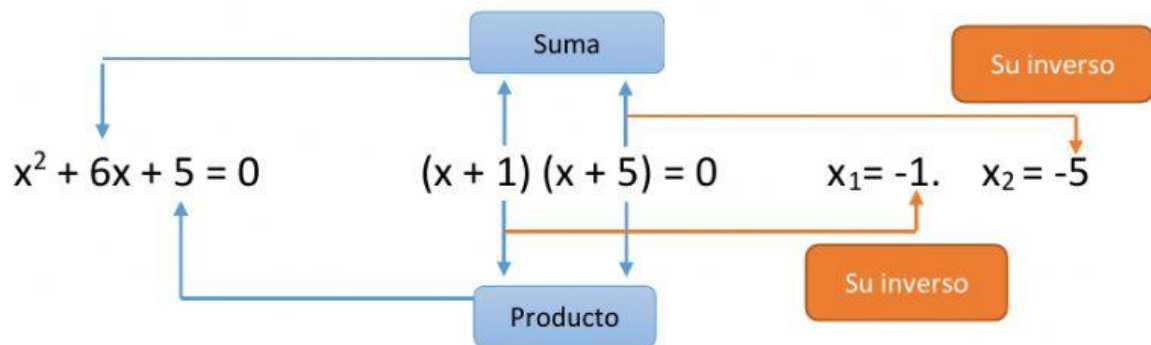 Suma
Su inverso
x² + 6x + 5 = 0
(x + 1) (x + 5) = 0
x₁= -1.
x₂ = -5
Su inverso
Producto